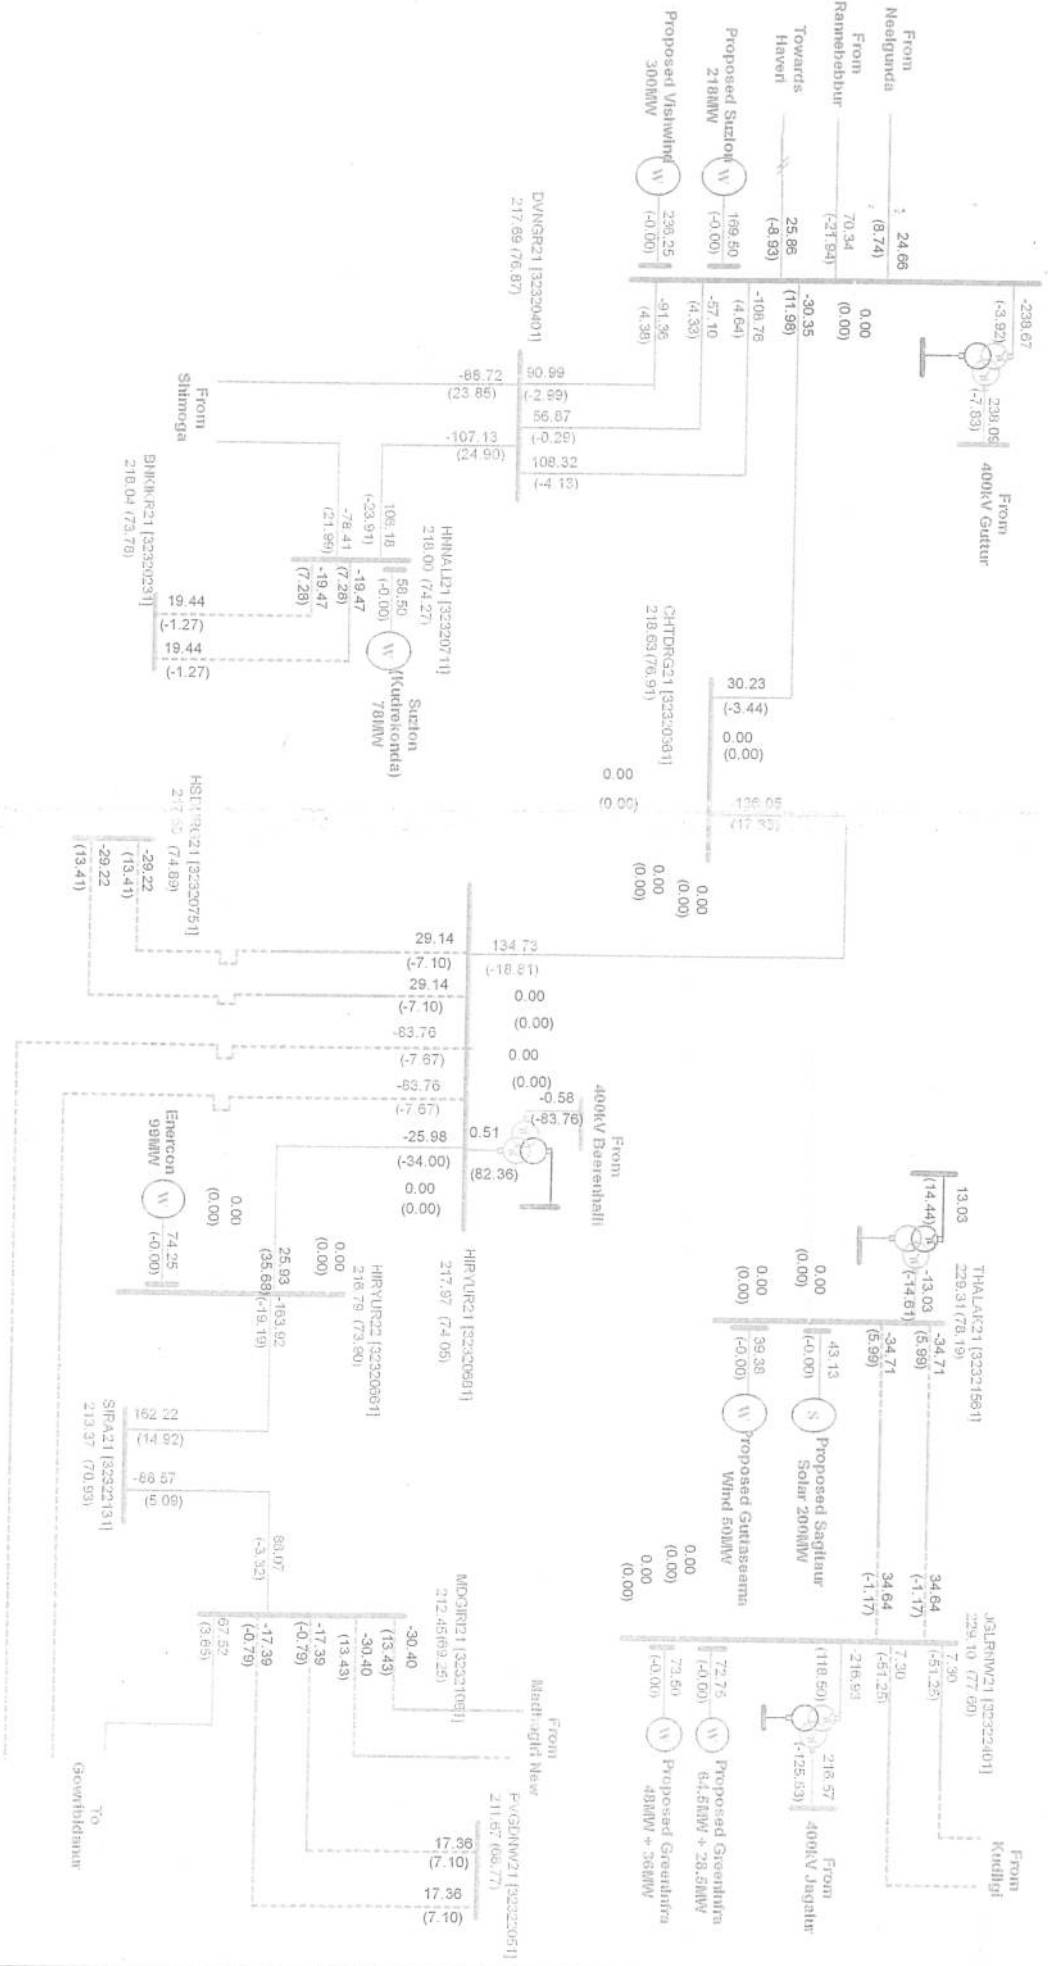 From
Neelgunda
24.66
(8.74)
From
Rannebebbur
70.34
(-21.94)
Towards
Haveri
25.86
(-8.93)
Proposed Suzlon
218MW
W
169.50
(-0.00)
Proposed Vishwind
300MW
W
236.25
(-0.00)
-238.67
(-3.92)
238.09
(-7.83)
From
400kV Guttur
0.00
(0.00)
-30.35
(11.98)
-108.76
(4.64)
-57.10
(4.33)
-91.36
(4.38)
DVNGR21 [32320401]
217.69 (76.87)
-86.72
(23.85)
90.99
(-2.99)
56.87
(-0.29)
-107.13
(24.90)
108.32
(-4.13)
From
Shimoga
HNNALI21 [32320711]
218.00 (74.27)
106.18
(-23.91)
-78.41
(21.99)
58.50
(-0.00)
W
Suzlon
(Kudrekonda)
78MW
-19.47
(7.28)
-19.47
(7.28)
BNKIKR21 [32320231]
218.04 (73.78)
19.44
(-1.27)
19.44
(-1.27)
CHTDRG21 [32320381]
218.63 (76.91)
30.23
(-3.44)
0.00
(0.00)
-136.05
(17.33)
0.00
(0.00)
0.00
(0.00)
0.00
(0.00)
HSDURG21 [32320751]
(74.89)
-29.22
(13.41)
-29.22
(13.41)
29.14
(-7.10)
29.14
(-7.10)
-83.76
(-7.67)
-83.76
(-7.67)
134.73
(-18.81)
0.00
(0.00)
0.00
(0.00)
-0.58
(-83.76)
From
400kV Beerenhalli
0.51
(82.36)
-25.98
(-34.00)
0.00
(0.00)
HIRYUR21 [32320681]
217.97 (74.05)
Enercon
99MW
W
74.25
(-0.00)
0.00
(0.00)
0.00
(0.00)
HIRYUR22 [32320661]
216.79 (73.90)
25.93
(35.68)
-163.92
(-19.19)
SIRA21 [32322131]
213.37 (70.93)
162.22
(14.92)
-88.57
(5.09)
88.07
(-3.32)
MDGIRI21 [32321081]
212.45(69.25)
-30.40
(13.43)
-30.40
(13.43)
-17.39
(-0.79)
-17.39
(-0.79)
67.52
(3.65)
From
Madhugiri New
To
Gowribidanur
PVGDNW21 [32322051]
211.67 (68.77)
17.36
(7.10)
17.36
(7.10)
THALAK21 [32321561]
229.31 (78.19)
13.03
(14.44)
-13.03
(-14.61)
-34.71
(5.99)
-34.71
(5.99)
0.00
(0.00)
0.00
(0.00)
43.13
(-0.00)
S
Proposed Sagitaur
Solar 200MW
39.38
(-0.00)
W
Proposed Guttaseema
Wind 50MW
34.64
(-1.17)
34.64
(-1.17)
JGLRNW21 [32322401]
229.10 (77.60)
7.30
(-51.25)
7.30
(-51.25)
From
Kudligi
-216.93
(118.50)
216.57
(-125.53)
From
400kV Jagalur
0.00
(0.00)
0.00
(0.00)
72.75
(-0.00)
W
Proposed Greeninfra
64.5MW + 28.5MW
73.50
(-0.00)
W
Proposed Greeninfra
48MW + 36MW